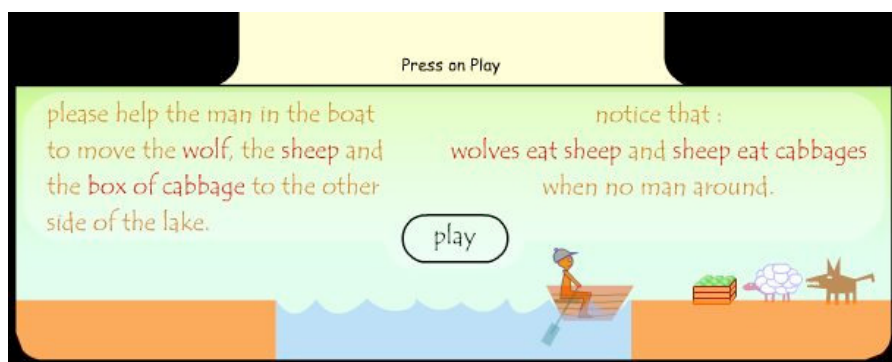 Press on Play
please help the man in the boat
to move the wolf, the sheep and
the box of cabbage to the other
side of the lake.
notice that :
wolves eat sheep and sheep eat cabbages
when no man around.
play